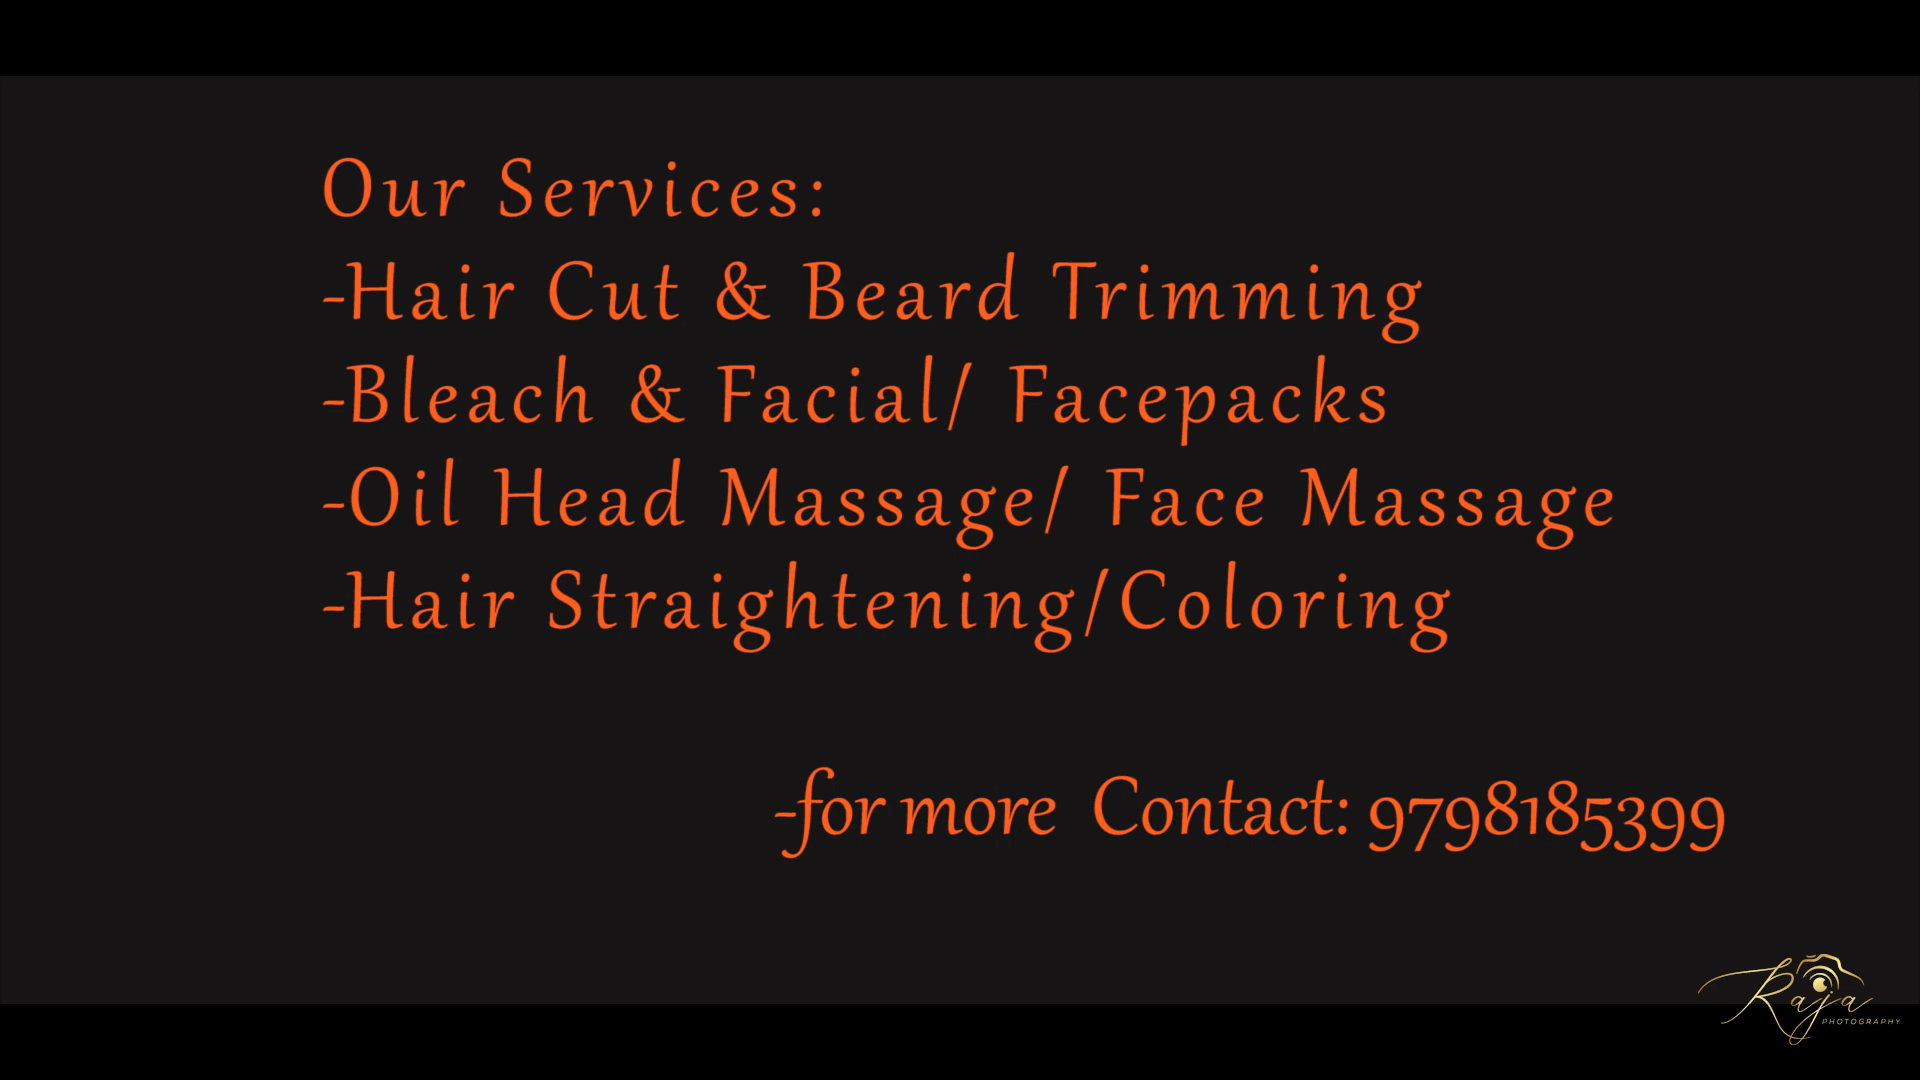 Our Services:
-Hair Cut & Beard Trimming
-Bleach & Facial/ Facepacks
-Oil Head Massage/ Face Massage
-Hair Straightening/Coloring
-for more Contact: 9798185399
Raja
PHOTOGRAPHY